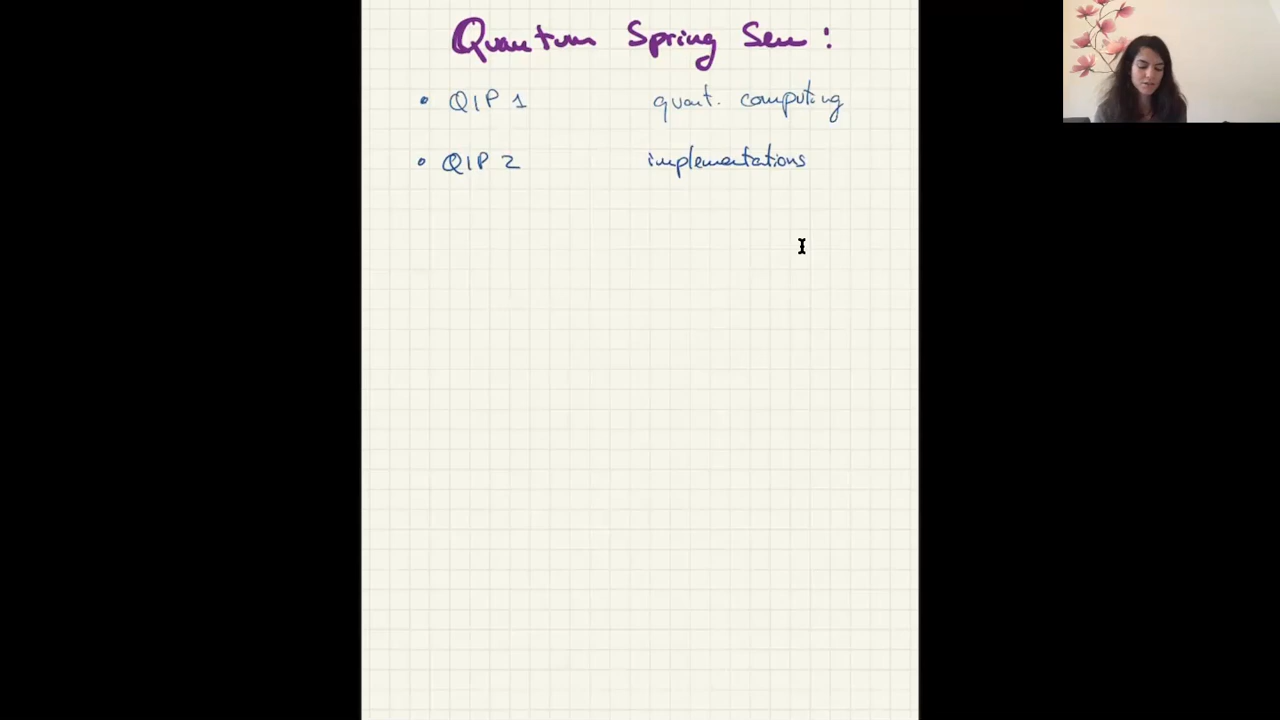 Quantum Spring Sem :
• QIP 1 quant. computing
• QIP 2 implementations